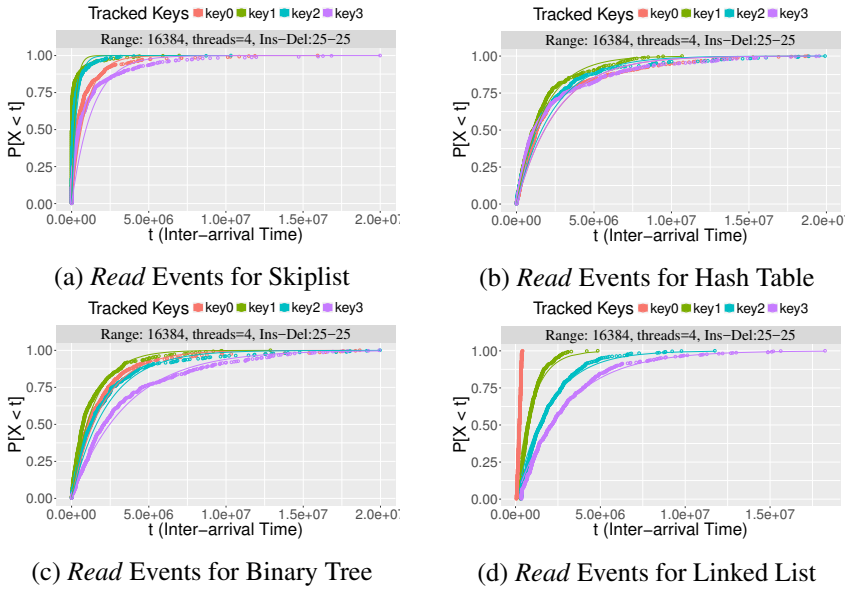 Tracked Keys key0 key1 key2 key3
Range: 16384, threads=4, Ins−Del:25−25
1.00
0.75
0.50
0.25
0.00
P[X < t]
0.0e+00 5.0e+06 1.0e+07 1.5e+07 2.0e+07
t (Inter−arrival Time)
(a) Read Events for Skiplist
Tracked Keys key0 key1 key2 key3
Range: 16384, threads=4, Ins−Del:25−25
1.00
0.75
0.50
0.25
0.00
P[X < t]
0.0e+00 5.0e+06 1.0e+07 1.5e+07 2.0e+0
t (Inter−arrival Time)
(b) Read Events for Hash Table
Tracked Keys key0 key1 key2 key3
Range: 16384, threads=4, Ins−Del:25−25
1.00
0.75
0.50
0.25
0.00
P[X < t]
0.0e+00 5.0e+06 1.0e+07 1.5e+07 2.0e+0
t (Inter−arrival Time)
(c) Read Events for Binary Tree
Tracked Keys key0 key1 key2 key3
Range: 16384, threads=4, Ins−Del:25−25
1.00
0.75
0.50
0.25
0.00
P[X < t]
0.0e+00 5.0e+06 1.0e+07 1.5e+07
t (Inter−arrival Time)
(d) Read Events for Linked List